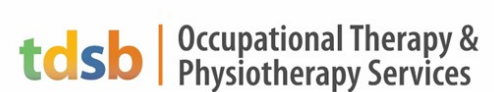 tdsb
Occupational Therapy &
Physiotherapy Services